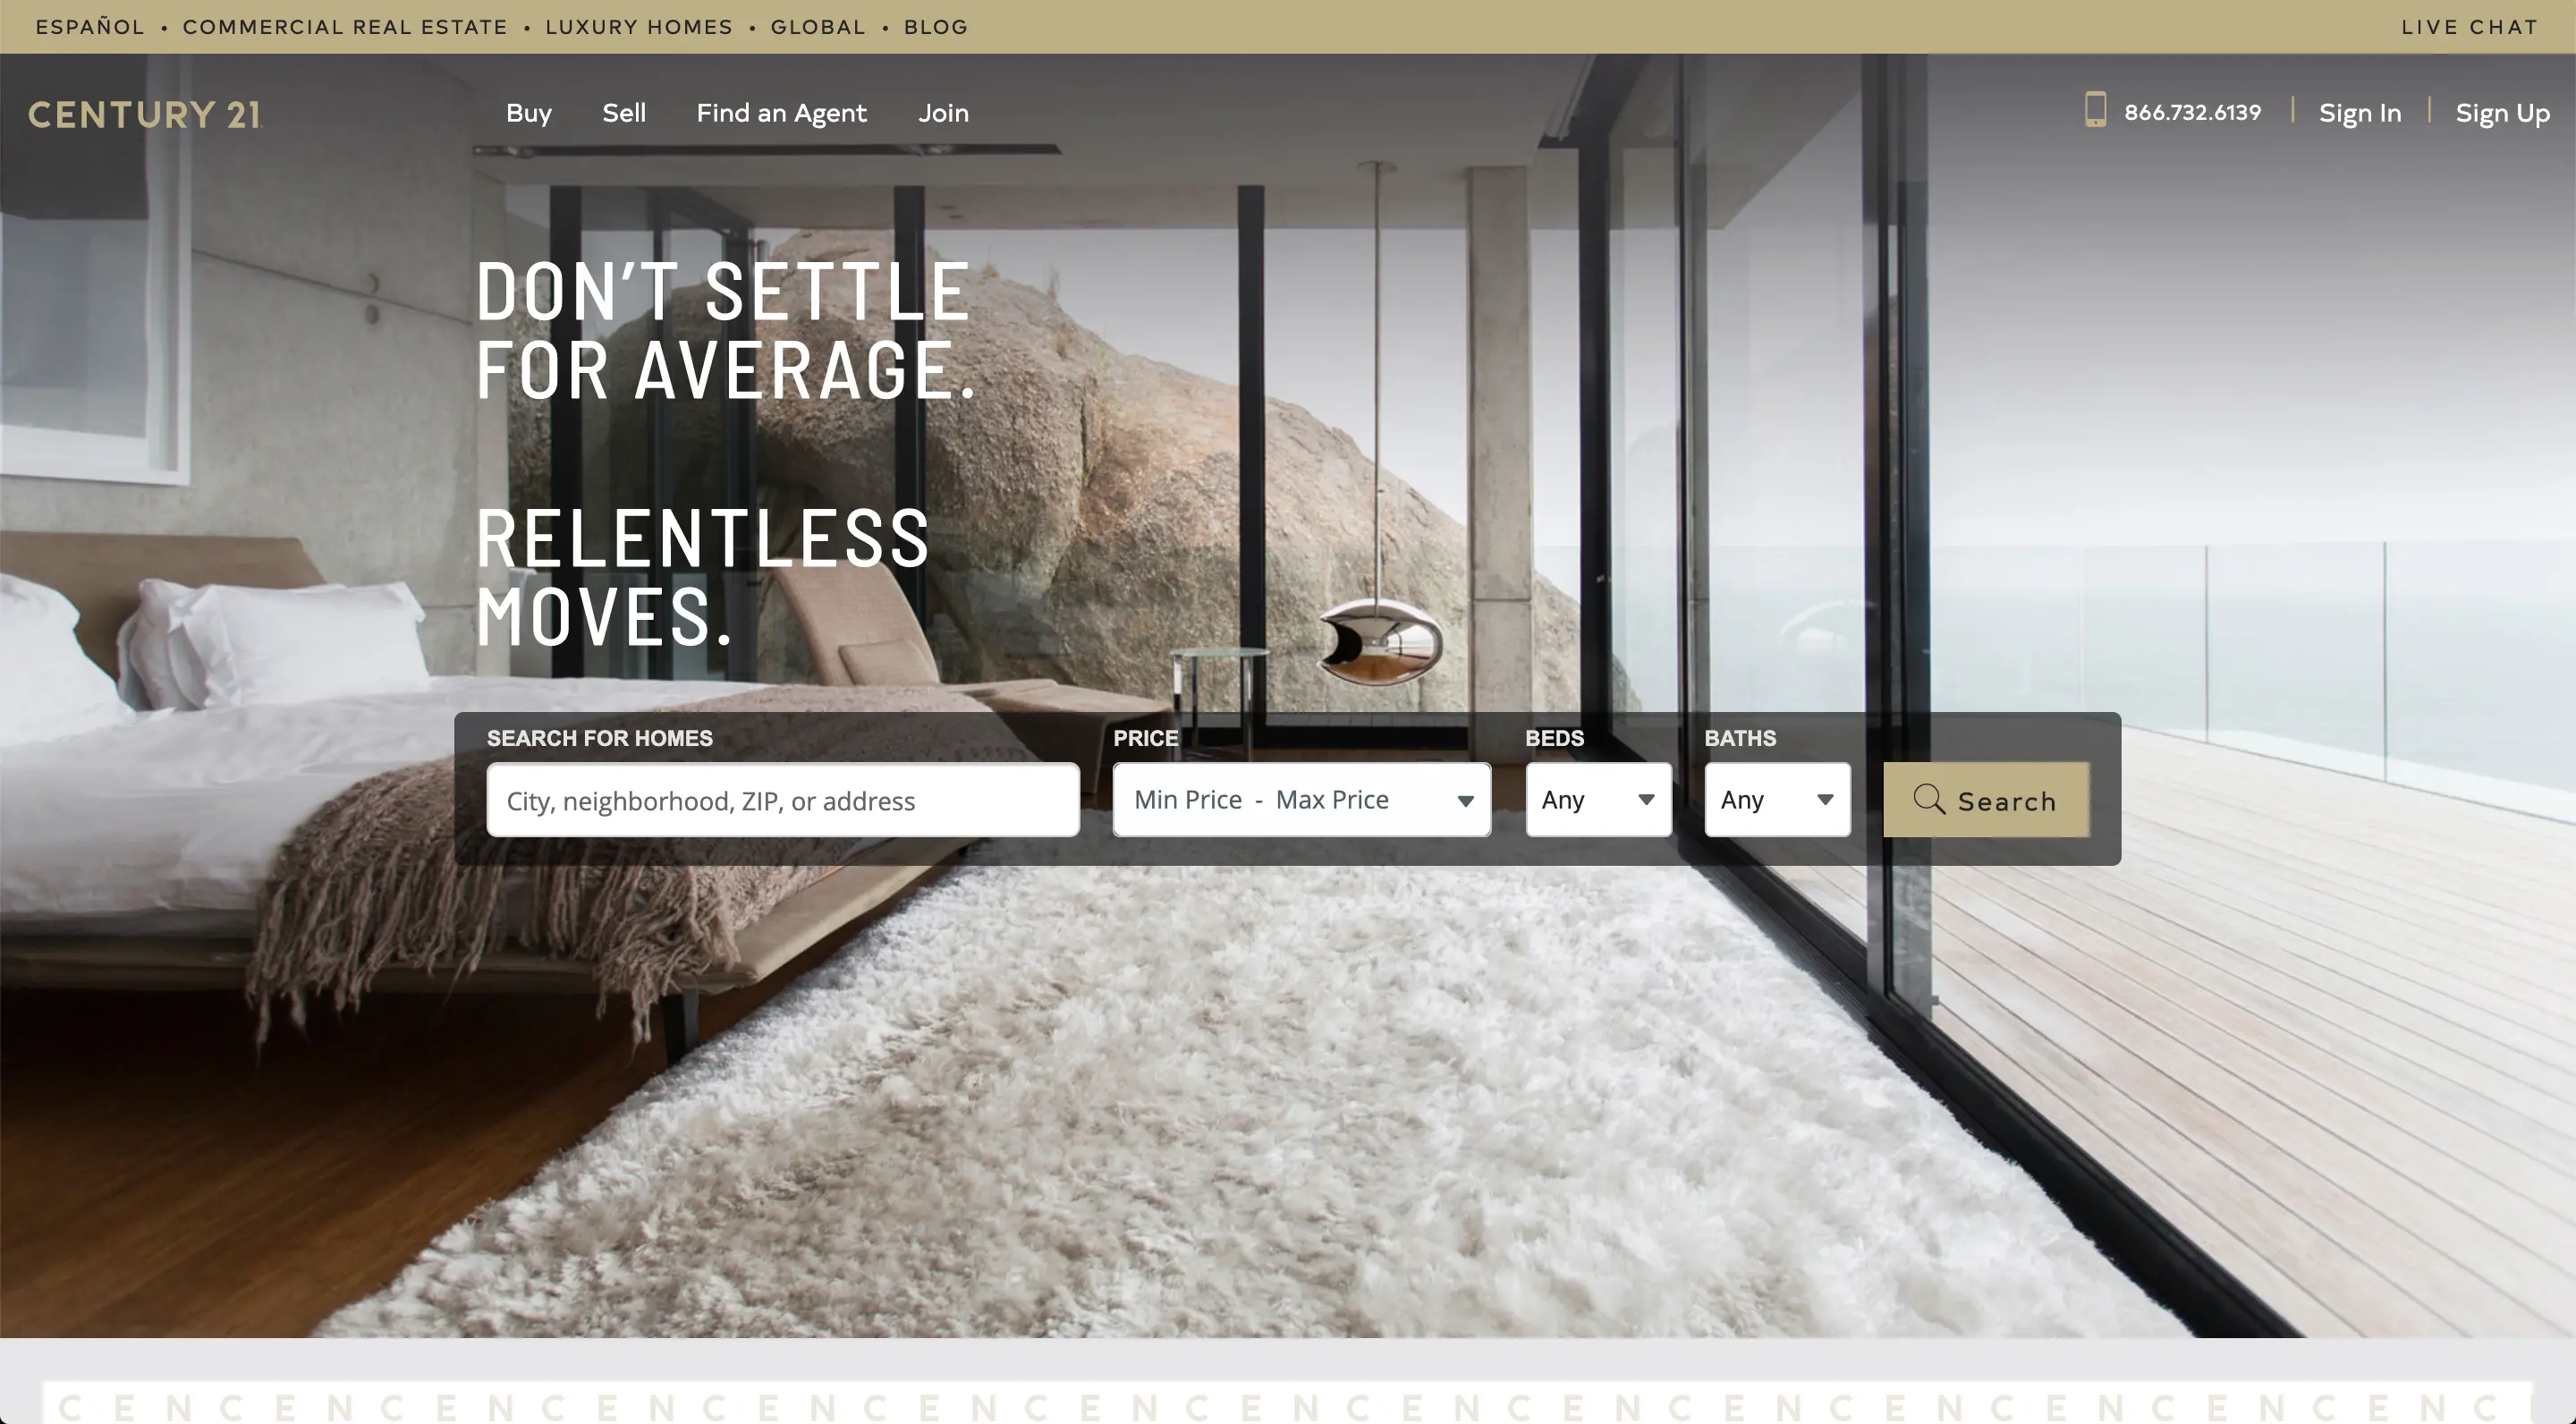 ESPAÑOL • COMMERCIAL REAL ESTATE • LUXURY HOMES • GLOBAL • BLOG
LIVE CHAT
CENTURY 21
Buy Sell Find an Agent Join
866.732.6139 | Sign In | Sign Up
DON’T SETTLE
FOR AVERAGE.
RELENTLESS
MOVES.
SEARCH FOR HOMES
PRICE
BEDS
BATHS
City, neighborhood, ZIP, or address
Min Price - Max Price
Any
Any
Search
C E N C E N C E N C E N C E N C E N C E N C E N C E N C E N C E N C E N C E N C E N C E N C